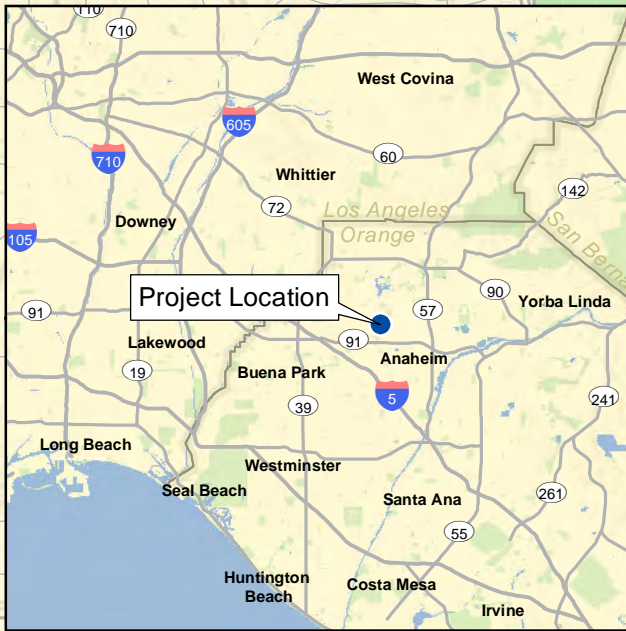 110
710
West Covina
605
60
710
Whittier
142
72
Los Angeles
Orange
San Berna
Downey
105
Project Location
90
Yorba Linda
57
91
91
Lakewood
Anaheim
Buena Park
19
5
241
39
Long Beach
Westminster
Seal Beach
Santa Ana
261
55
Huntington
Beach
Costa Mesa
Irvine